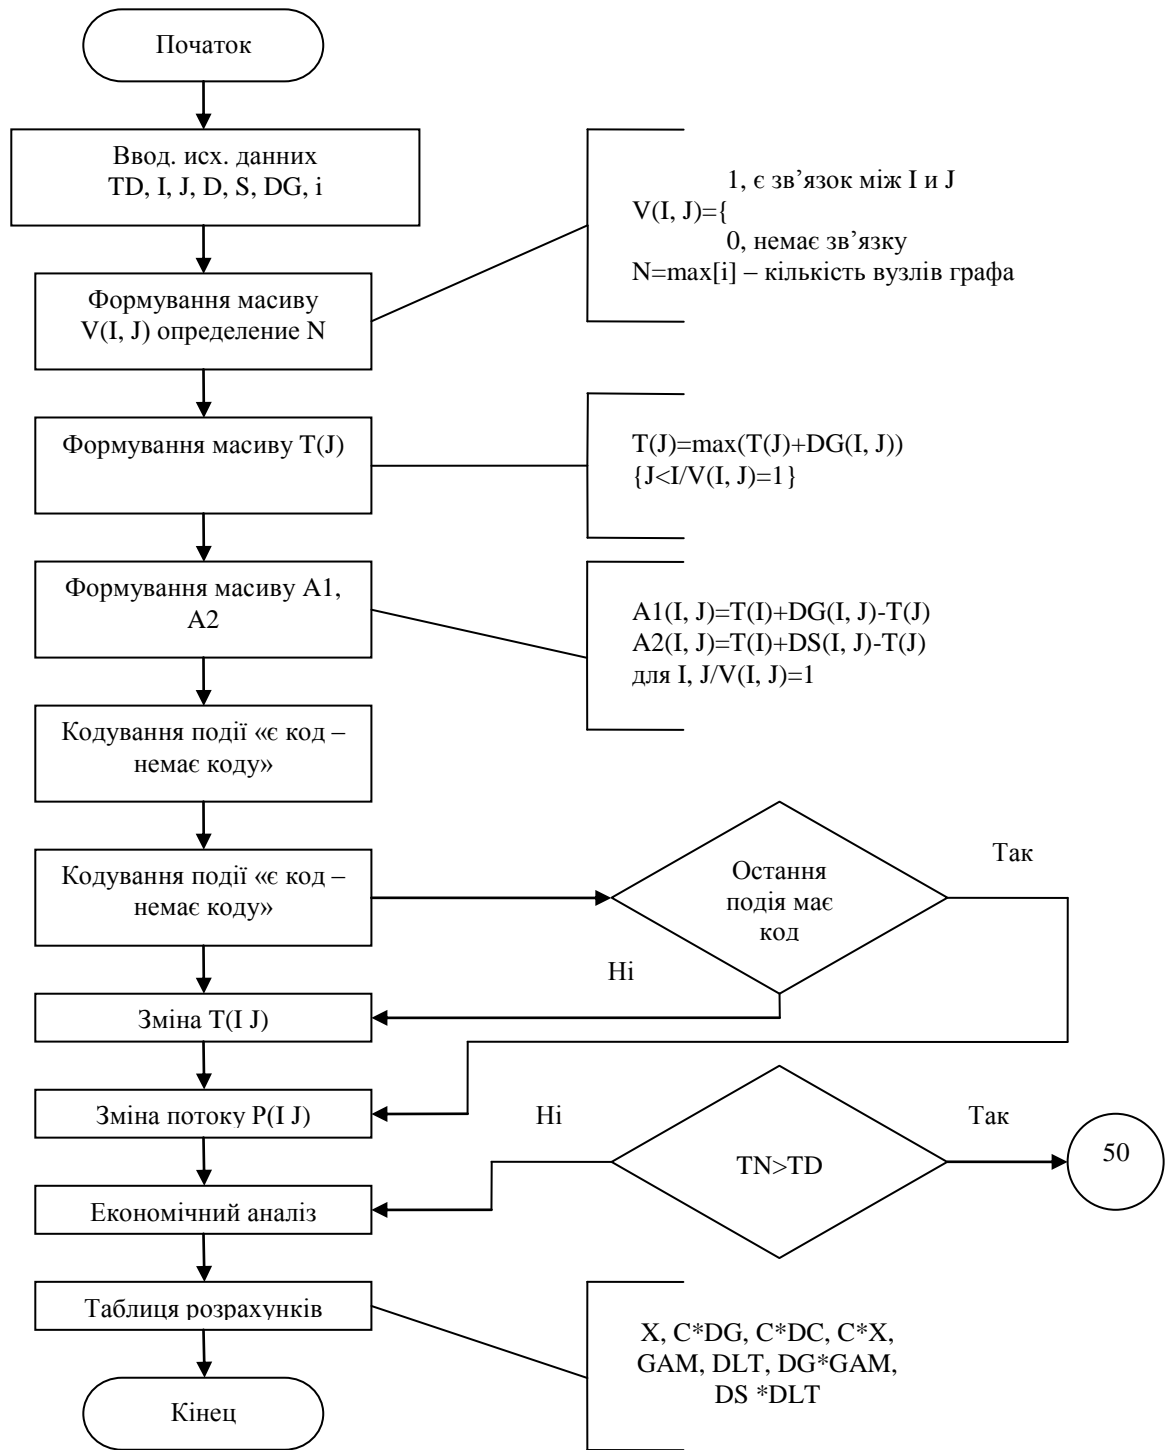 Початок
Ввод. исх. данних
TD, I, J, D, S, DG, i
1, є зв’язок між I и J
V(I, J)={
0, немає зв’язку
N=max[i] – кількість вузлів графа
Формування масиву
V(I, J) определение N
Формування масиву T(J)
T(J)=max(T(J)+DG(I, J))
{J<I/V(I, J)=1}
Формування масиву A1,
A2
A1(I, J)=T(I)+DG(I, J)-T(J)
A2(I, J)=T(I)+DS(I, J)-T(J)
для I, J/V(I, J)=1
Кодування події «є код –
немає коду»
Кодування події «є код –
немає коду»
Остання
подія має
код
Так
Ні
Зміна T(I J)
Зміна потоку P(I J)
Ні
TN>TD
Так
50
Економічний аналіз
Таблиця розрахунків
X, C*DG, C*DC, C*X,
GAM, DLT, DG*GAM,
DS *DLT
Кінец